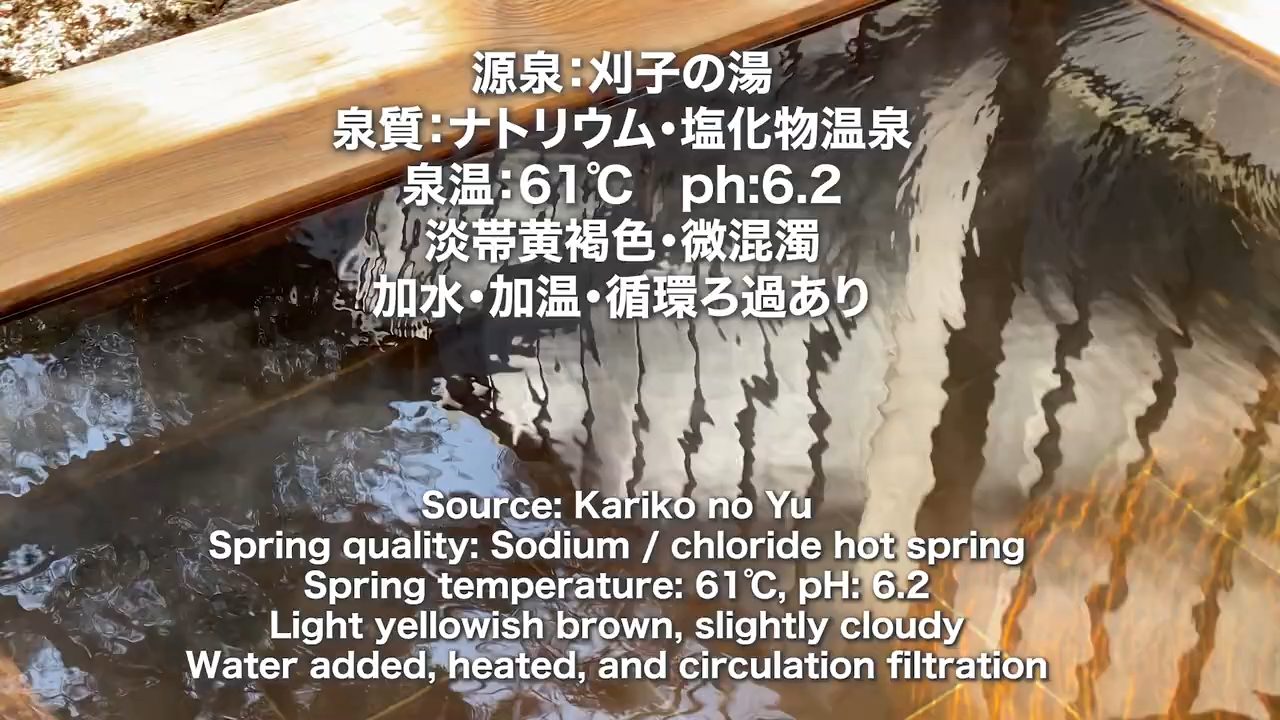 源泉：刈子の湯
泉質：ナトリウム・塩化物温泉
泉温：61℃　ph:6.2
淡帯黄褐色・微混濁
加水・加温・循環ろ過あり
Source: Kariko no Yu
Spring quality: Sodium / chloride hot spring
Spring temperature: 61℃, pH: 6.2
Light yellowish brown, slightly cloudy
Water added, heated, and circulation filtration